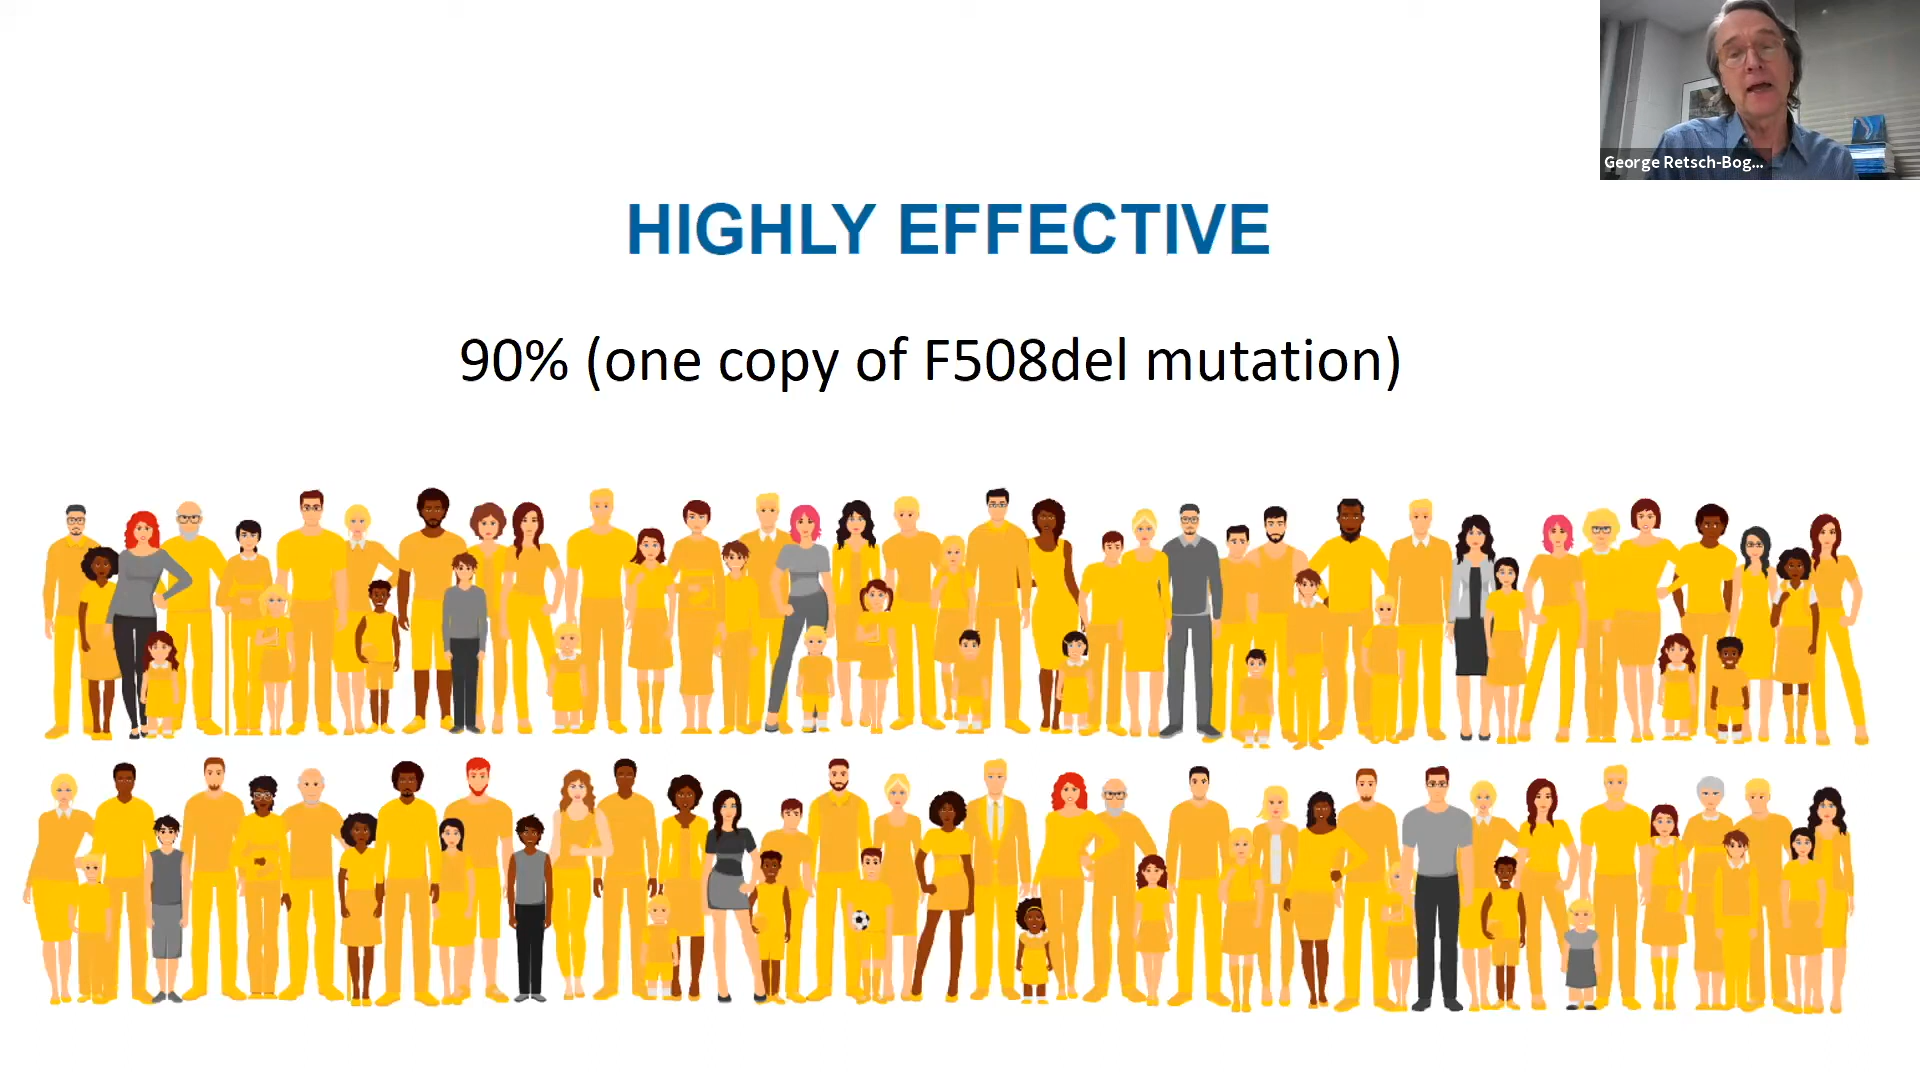 HIGHLY EFFECTIVE
90% (one copy of F508del mutation)
George Retsch-Bog...